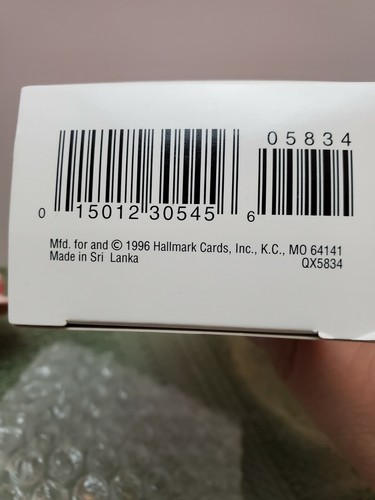 05834
0 15012 30545 6
Mfd. for and © 1996 Hallmark Cards, Inc., K.C., MO 64141
Made in Sri Lanka QX5834